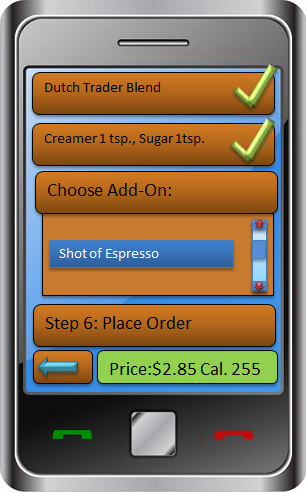 Dutch Trader Blend
Creamer 1 tsp., Sugar 1tsp.
Choose Add-On:
Shot of Espresso
Step 6: Place Order
Price:$2.85 Cal. 255